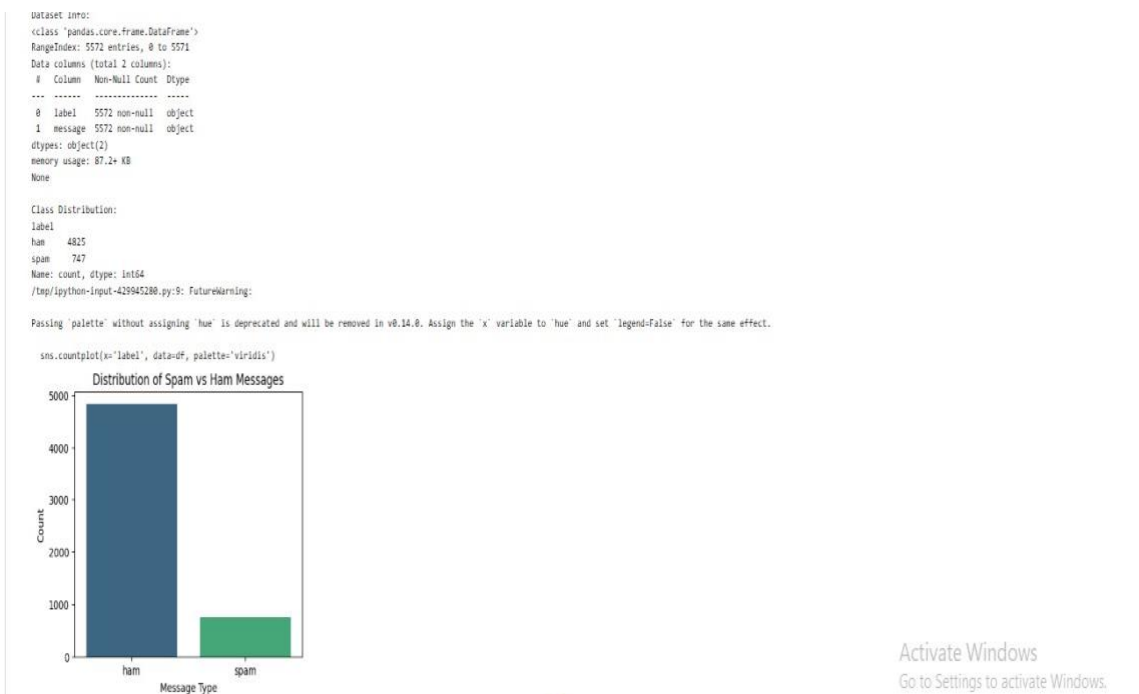 Dataset Info:
<class 'pandas.core.frame.DataFrame'>
RangeIndex: 5572 entries, 0 to 5571
Data columns (total 2 columns):
 #   Column   Non-Null Count  Dtype
---  ------   --------------  -----
 0   label    5572 non-null   object
 1   message  5572 non-null   object
dtypes: object(2)
memory usage: 87.2+ KB
None
Class Distribution:
label
ham     4825
spam     747
Name: count, dtype: int64
/tmp/ipython-input-429945280.py:9: FutureWarning:
Passing `palette` without assigning `hue` is deprecated and will be removed in v0.14.0. Assign the `x` variable to `hue` and set `legend=False` for the same effect.
sns.countplot(x='label', data=df, palette='viridis')
Distribution of Spam vs Ham Messages
5000
4000
3000
2000
1000
0
Count
ham spam
Message Type
Activate Windows
Go to Settings to activate Windows.